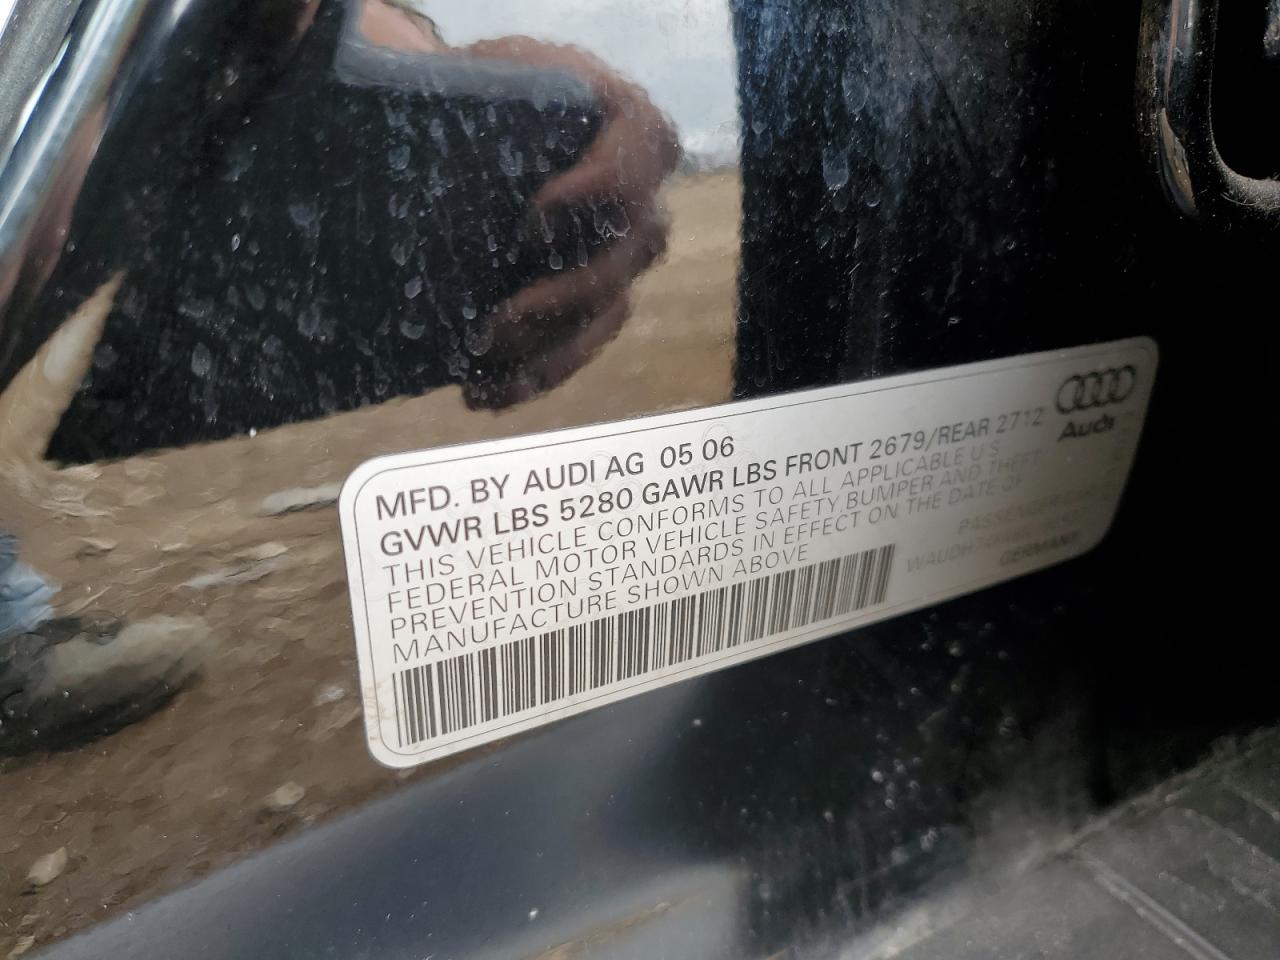 MFD. BY AUDI AG 05 06
GVWR LBS 5280 GAWR LBS FRONT 2679/REAR 2712
THIS VEHICLE CONFORMS TO ALL APPLICABLE U S
FEDERAL MOTOR VEHICLE SAFETY, BUMPER AND THEFT
PREVENTION STANDARDS IN EFFECT ON THE DATE OF
MANUFACTURE SHOWN ABOVE
Audi
GERMANY